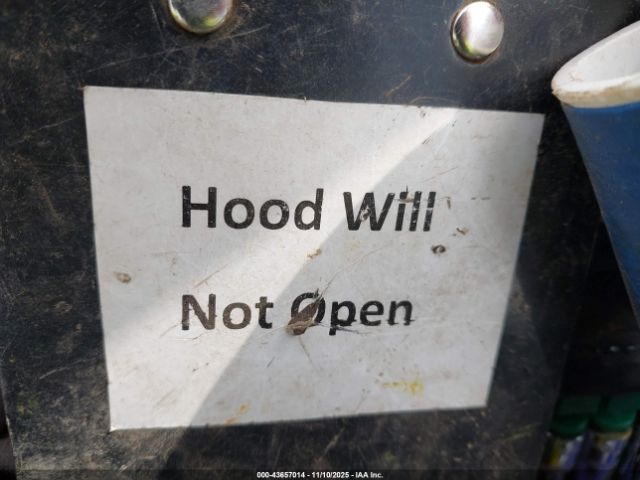 Hood Will
Not Open
000-43657014 - 11/10/2025 - IAA Inc.